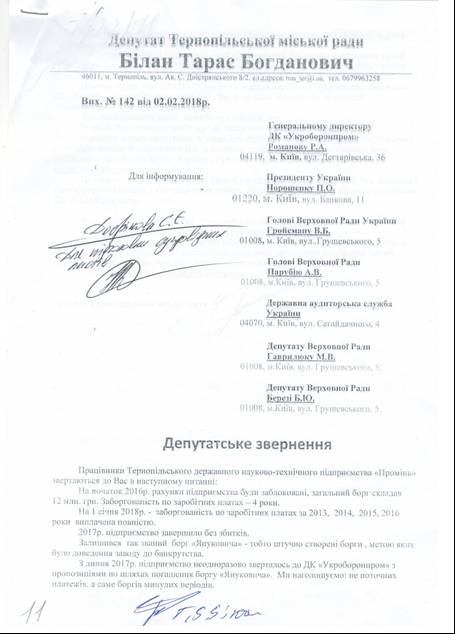 Депутат Тернопільської міської ради
Білан Тарас Богданович
46011, м. Тернопіль, вул. Ак. С. Дністрянського 8/2, ел.адреса: тел. 0679963258
Вих. № 142 від 02.02.2018р.
Генеральному директору
ДК «Укроборонпром»
Романову Р.А.
04119, м. Київ, вул. Дегтярівська, 36
Для інформування:
Президенту України
Порошенку П.О.
01220, м. Київ, вул. Банкова, 11
Голові Верховної Ради України
Гройсману В.Б.
01008, м.Київ, вул..Грушевського, 5
Голові Верховної Ради
Парубію А.В.
01008, м.Київ, вул. Грушевського, 5
Державна аудиторська служба
України
04070, м. Київ, вул. Сагайдачного, 4
Депутату Верховної Ради
Гаврилюку М.В.
01008, м.Київ, вул. Грушевського, 5.
Депутату Верховної Ради
Березі Б.Ю.
01008, м.Київ, вул. Грушевського, 5.
Депутатське звернення
Працівники Тернопільського державного науково-технічного підприємства «Промінь»
звертаються до Вас в наступному питанні:
На початок 2016р. рахунки підприємства були заблоковані, загальний борг складав
12 млн. грн. Заборгованість по заробітних платах – 4 роки.
На 1 січня 2018р. - заборгованість по заробітних платах за 2013, 2014, 2015, 2016
роки виплачена повністю.
2017р. підприємство завершило без збитків.
Залишився так званий борг «Януковича» - тобто штучно створені борги , метою яких
було доведення заводу до банкрутства.
З липня 2017р. підприємство неодноразово зверталось до ДК «Укроборонпром» з
пропозиціями по шляхах погашення боргу «Януковича». Ми наголошуємо: не поточних
платежів, а саме боргів минулих періодів.
11